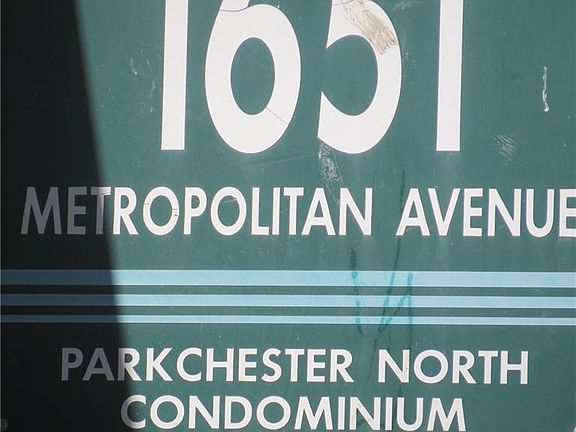 1651
METROPOLITAN AVENUE
PARKCHESTER NORTH
CONDOMINIUM